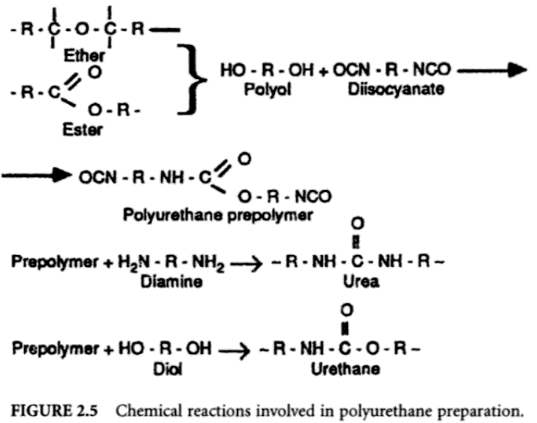 - R - C - O - C - R
Ether
- R - C
O
O - R -
Ester
HO - R - OH + OCN - R - NCO
Polyol Diisocyanate
OCN - R - NH - C
O
O - R - NCO
Polyurethane prepolymer
O
Prepolymer + H₂N - R - NH₂ → ~ R - NH - C - NH - R ~
Diamine Urea
O
Prepolymer + HO - R - OH → ~ R - NH - C - O - R ~
Diol Urethane
FIGURE 2.5 Chemical reactions involved in polyurethane preparation.